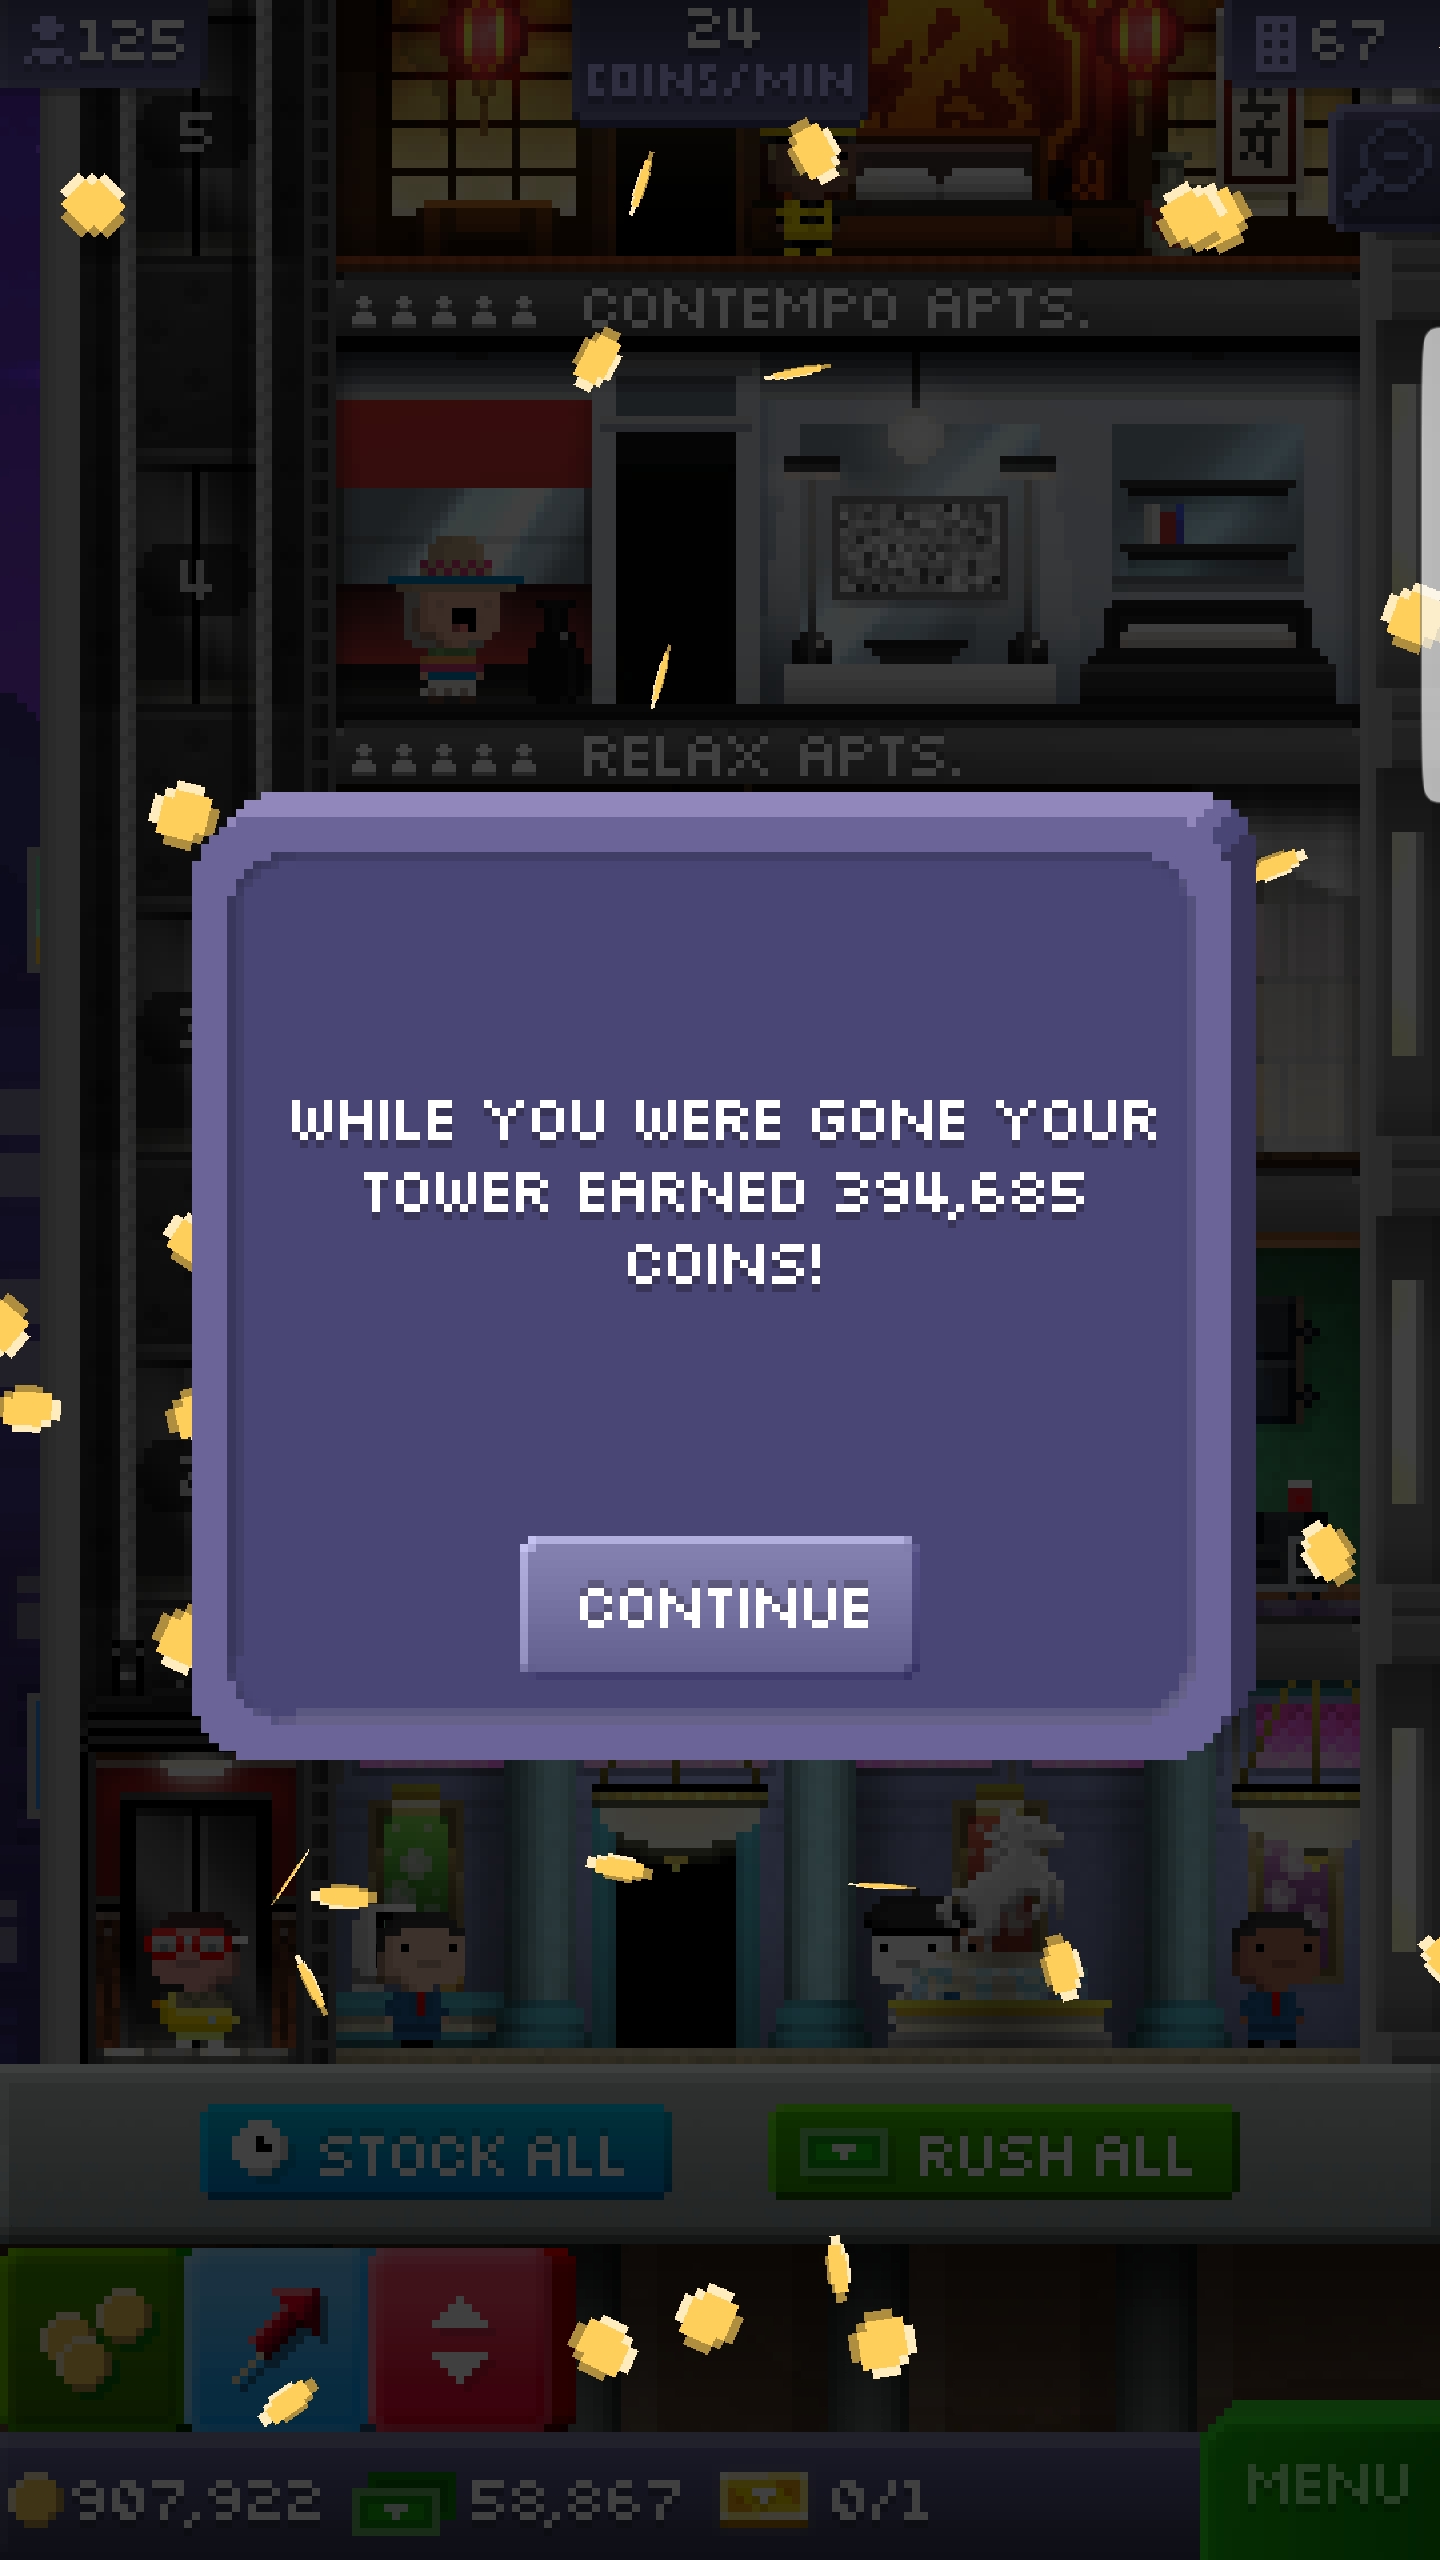 125
24
COINS/MIN
67
5
CONTEMPO APTS.
4
RELAX APTS.
WHILE YOU WERE GONE YOUR
TOWER EARNED 394,685
COINS!
CONTINUE
STOCK ALL
RUSH ALL
907,922
58,867
0/1
MENU